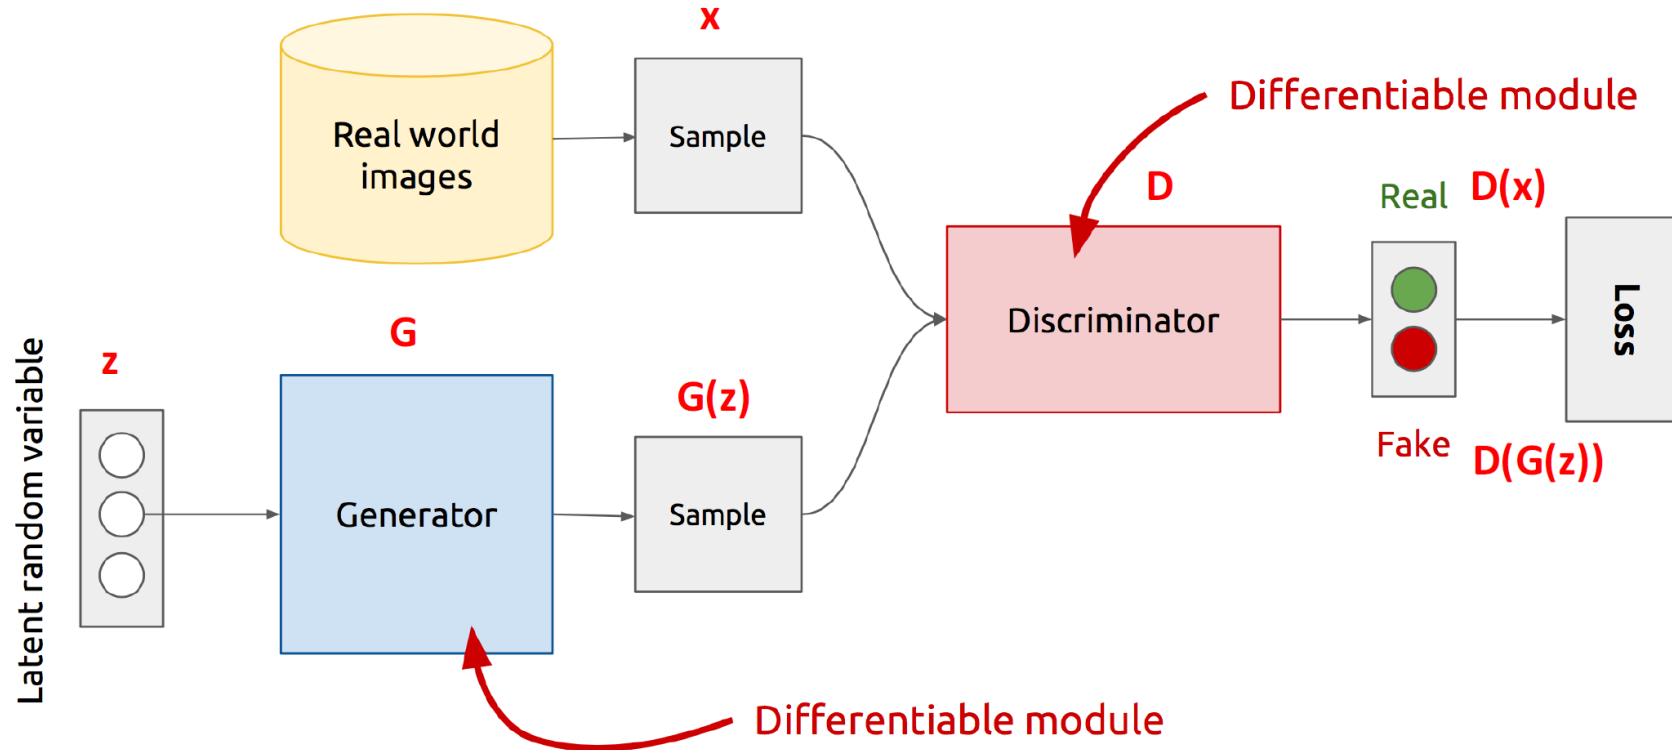 x
Real world
images
Sample
Differentiable module
D
Real
D(x)
Discriminator
Loss
Fake
D(G(z))
Latent random variable
z
G
Generator
G(z)
Sample
Differentiable module